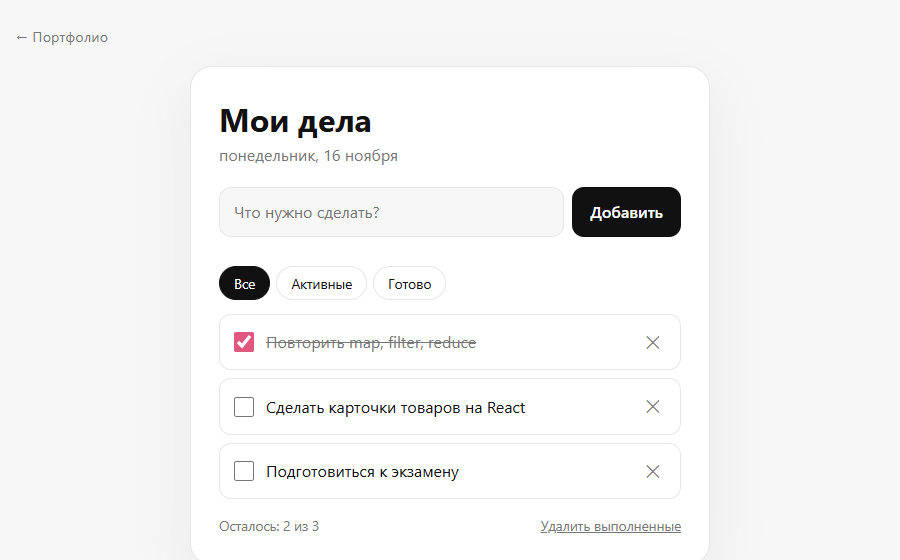 ← Портфолио
Мои дела
понедельник, 16 ноября
Что нужно сделать?
Добавить
Все
Активные
Готово
Повторить map, filter, reduce
Сделать карточки товаров на React
Подготовиться к экзамену
Осталось: 2 из 3
Удалить выполненные